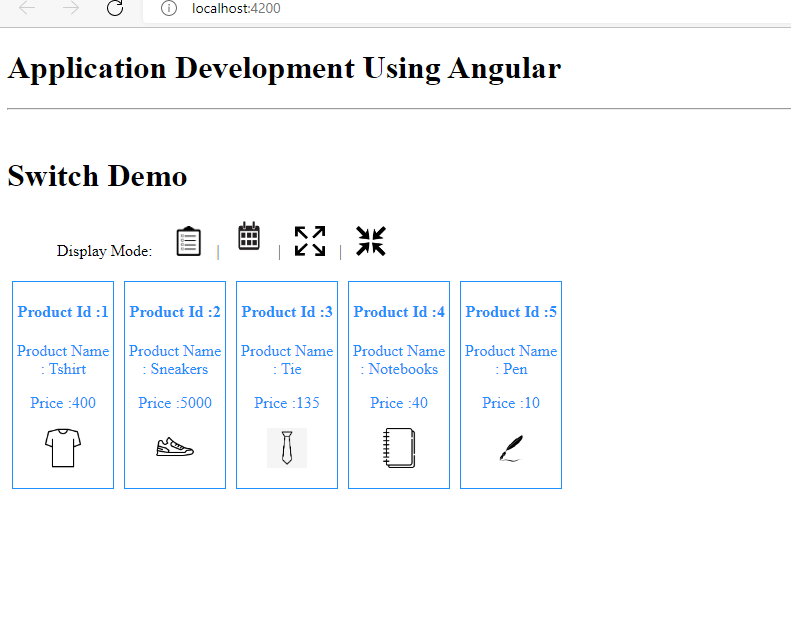 localhost:4200
Application Development Using Angular
Switch Demo
Display Mode: | | |
Product Id :1
Product Name
: Tshirt
Price :400
Product Id :2
Product Name
: Sneakers
Price :5000
Product Id :3
Product Name
: Tie
Price :135
Product Id :4
Product Name
: Notebooks
Price :40
Product Id :5
Product Name
: Pen
Price :10